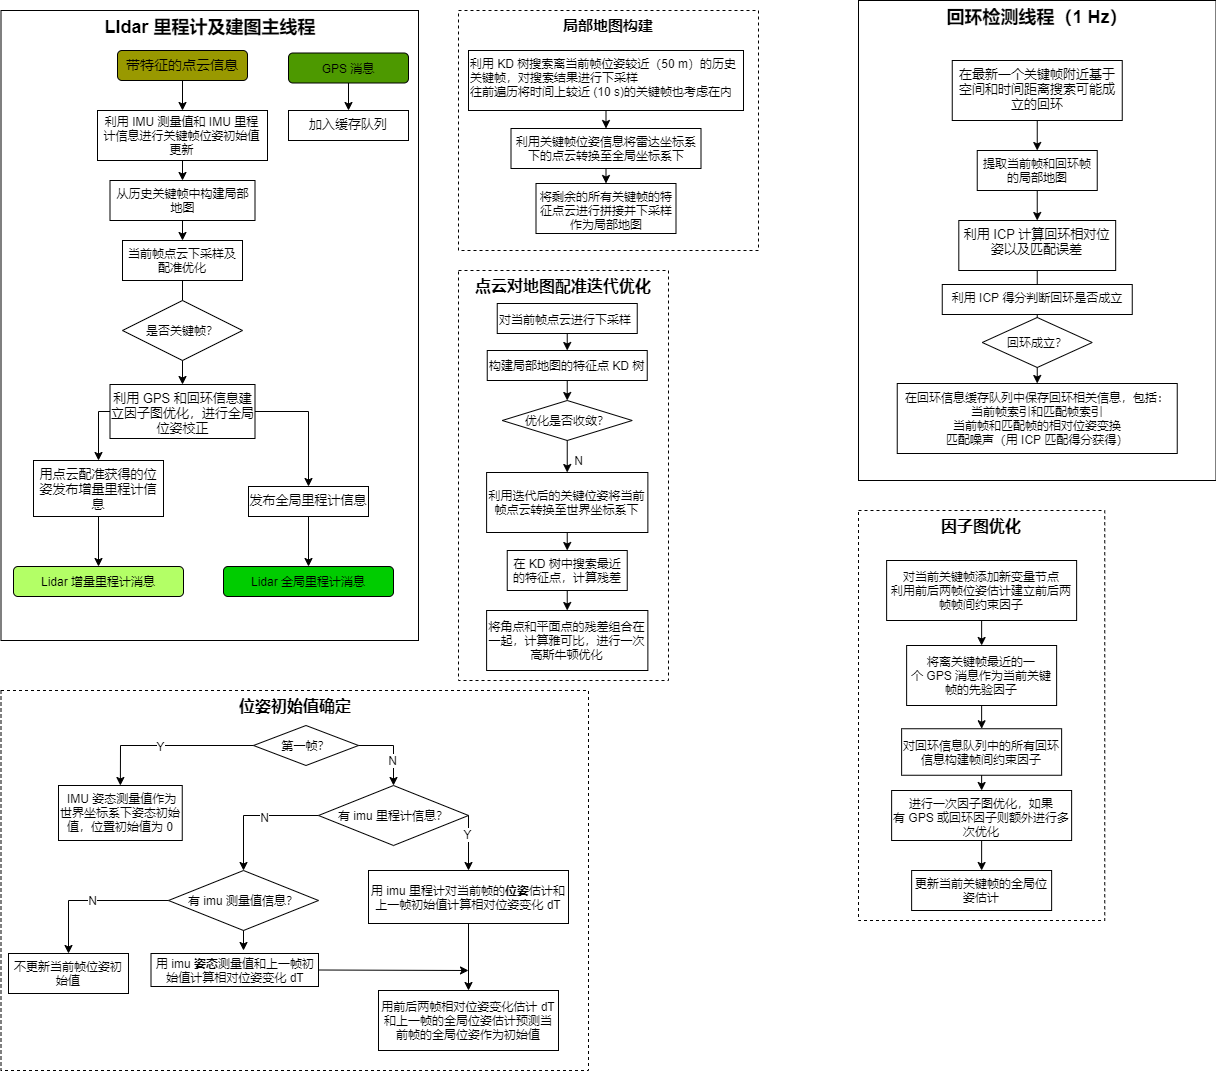 LIdar 里程计及建图主线程
带特征的点云信息
GPS 消息
利用 IMU 测量值和 IMU 里程
计信息进行关键帧位姿初始值
更新
加入缓存队列
从历史关键帧中构建局部
地图
当前帧点云下采样及
配准优化
是否关键帧？
利用 GPS 和回环信息建
立因子图优化，进行全局
位姿校正
用点云配准获得的位
姿发布增量里程计信
息
发布全局里程计信息
Lidar 增量里程计消息
Lidar 全局里程计消息
局部地图构建
利用 KD 树搜索离当前帧位姿较近（50 m）的历史
关键帧，对搜索结果进行下采样
往前遍历将时间上较近 (10 s)的关键帧也考虑在内
利用关键帧位姿信息将雷达坐标系
下的点云转换至全局坐标系下
将剩余的所有关键帧的特
征点云进行拼接并下采样
作为局部地图
点云对地图配准迭代优化
对当前帧点云进行下采样
构建局部地图的特征点 KD 树
优化是否收敛？
N
利用迭代后的关键位姿将当前
帧点云转换至世界坐标系下
在 KD 树中搜索最近
的特征点，计算残差
将角点和平面点的残差组合在
一起，计算雅可比，进行一次
高斯牛顿优化
回环检测线程（1 Hz）
在最新一个关键帧附近基于
空间和时间距离搜索可能成
立的回环
提取当前帧和回环帧
的局部地图
利用 ICP 计算回环相对位
姿以及匹配误差
利用 ICP 得分判断回环是否成立
回环成立？
在回环信息缓存队列中保存回环相关信息，包括：
当前帧索引和匹配帧索引
当前帧和匹配帧的相对位姿变换
匹配噪声（用 ICP 匹配得分获得）
因子图优化
对当前关键帧添加新变量节点
利用前后两帧位姿估计建立前后两
帧帧间约束因子
将离关键帧最近的一
个 GPS 消息作为当前关键
帧的先验因子
对回环信息队列中的所有回环
信息构建帧间约束因子
进行一次因子图优化，如果
有 GPS 或回环因子则额外进行多
次优化
更新当前关键帧的全局位
姿估计
位姿初始值确定
第一帧？
Y
N
IMU 姿态测量值作为
世界坐标系下姿态初始
值，位置初始值为 0
有 imu 里程计信息？
N
Y
有 imu 测量值信息？
用 imu 里程计对当前帧的位姿估计和
上一帧初始值计算相对位姿变化 dT
N
不更新当前帧位姿初
始值
用 imu 姿态测量值和上一帧初
始值计算相对位姿变化 dT
用前后两帧相对位姿变化估计 dT
和上一帧的全局位姿估计预测当
前帧的全局位姿作为初始值